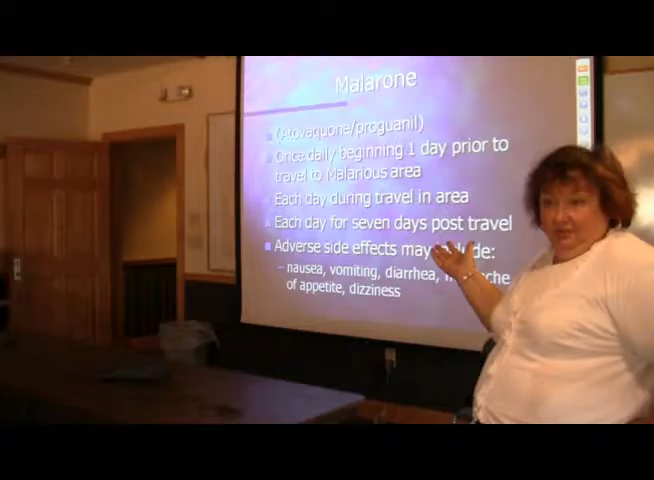 Malarone
(Atovaquone/proguanil)
Once daily beginning 1 day prior to
travel to Malarious area
Each day during travel in area
Each day for seven days post travel
Adverse side effects may
– nausea, vomiting, diarrhea,
of appetite, dizziness